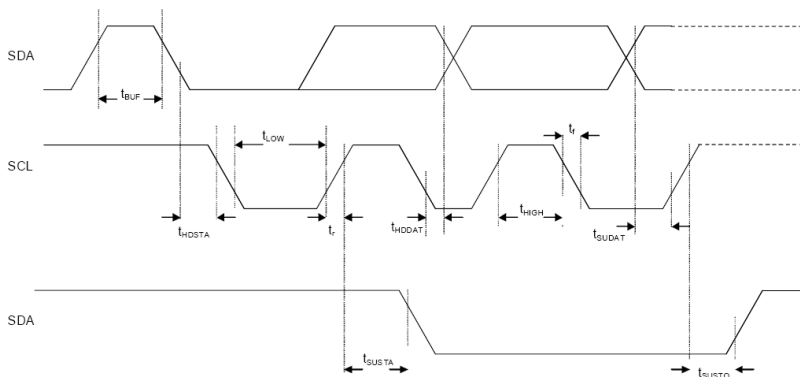 SDA
tBUF
tLOW
tf
SCL
tHDSTA
tr
tHDDAT
tHIGH
tSUDAT
SDA
tSUSTA
tSUSTO